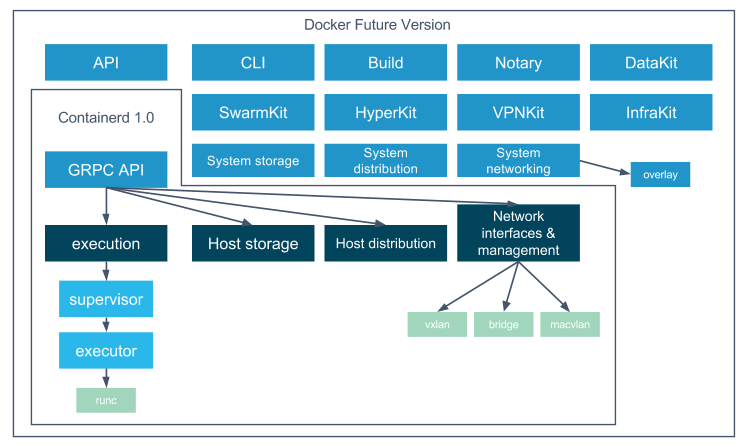 Docker Future Version
API
CLI
Build
Notary
DataKit
Containerd 1.0
SwarmKit
HyperKit
VPNKit
InfraKit
GRPC API
System storage
System
distribution
System
networking
overlay
execution
Host storage
Host distribution
Network
interfaces &
management
supervisor
vxlan
bridge
macvlan
executor
runc